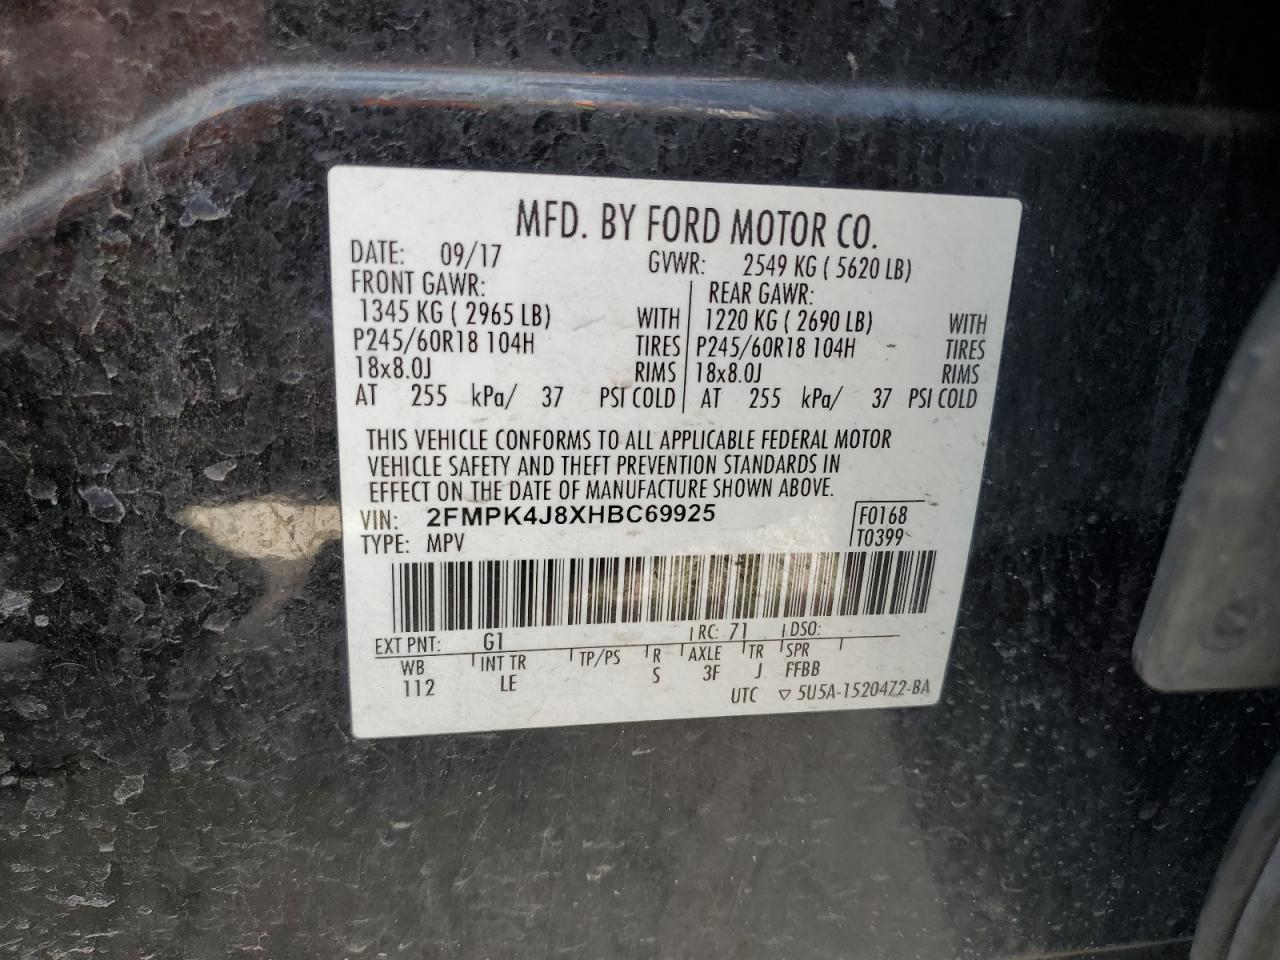 MFD. BY FORD MOTOR CO.
DATE: 09/17 GVWR: 2549 KG ( 5620 LB)
FRONT GAWR: REAR GAWR:
1345 KG ( 2965 LB) WITH 1220 KG ( 2690 LB) WITH
P245/60R18 104H TIRES P245/60R18 104H TIRES
18x8.0J RIMS 18x8.0J RIMS
AT 255 kPa/ 37 PSI COLD AT 255 kPa/ 37 PSI COLD
THIS VEHICLE CONFORMS TO ALL APPLICABLE FEDERAL MOTOR
VEHICLE SAFETY AND THEFT PREVENTION STANDARDS IN
EFFECT ON THE DATE OF MANUFACTURE SHOWN ABOVE.
VIN: 2FMPK4J8XHBC69925 F0168
TYPE: MPV T0399
EXT PNT: G1 RC: 71 DSO:
WB INT TR TP/PS R AXLE TR SPR
112 LE S 3F J FFBB
UTC ▽ 5U5A-1520472-BA